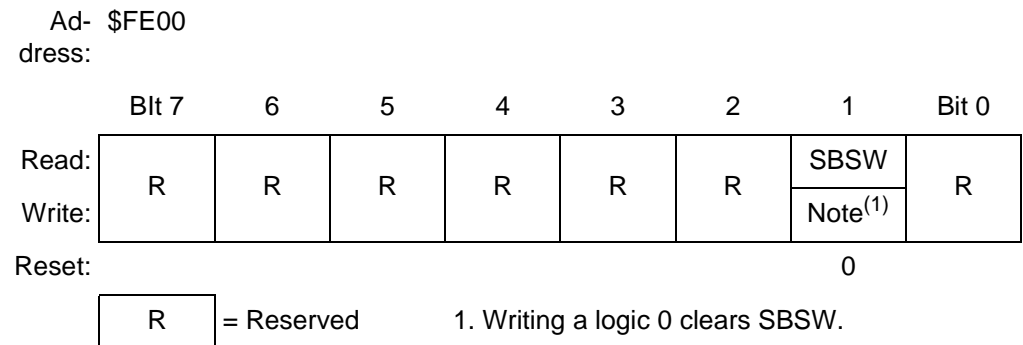 Ad- $FE00
dress:
BIt 7 6 5 4 3 2 1 Bit 0
Read: R R R R R R SBSW R
Write: Note(1)
Reset: 0
R = Reserved 1. Writing a logic 0 clears SBSW.